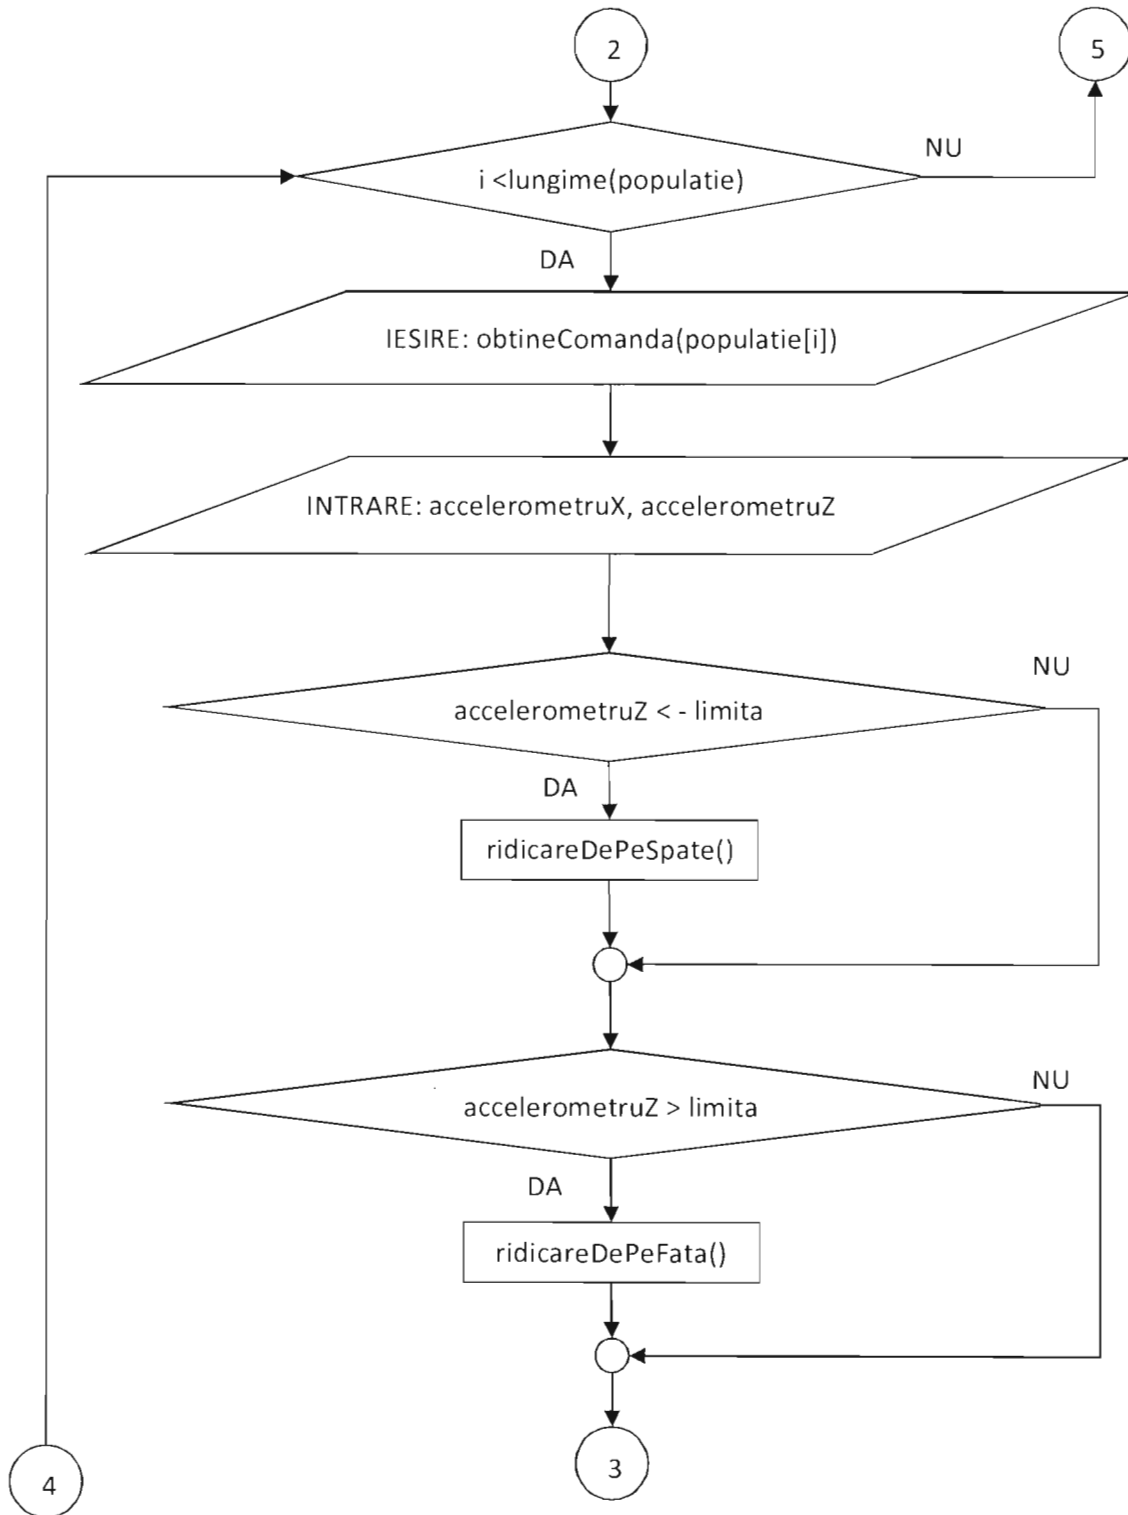 2
5
NU
i <lungime(populatie)
DA
IESIRE: obtineComanda(populatie[i])
INTRARE: accelerometruX, accelerometruZ
NU
accelerometruZ < - limita
DA
ridicareDePeSpate()
NU
accelerometruZ > limita
DA
ridicareDePeFata()
4
3